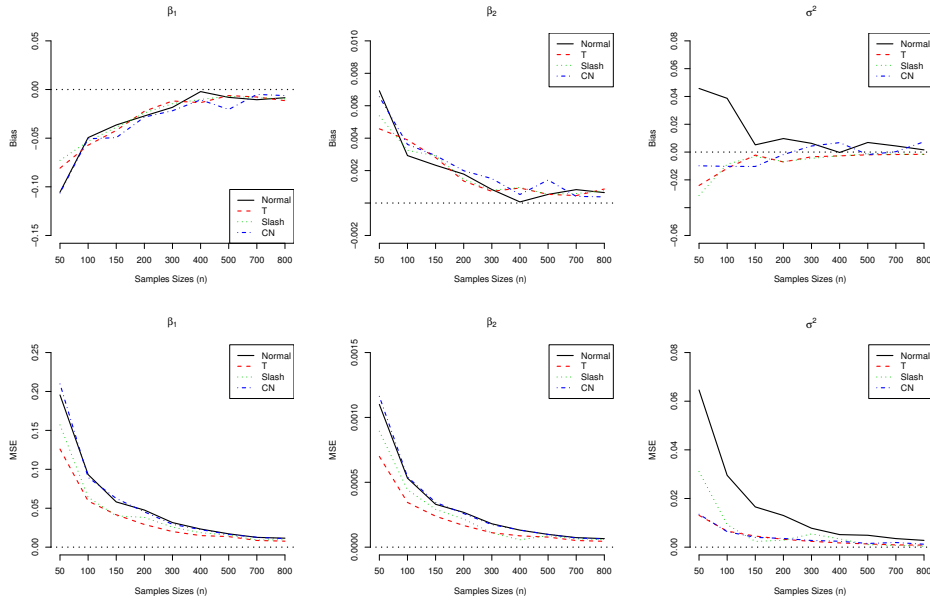 β1
Bias
0.05
0.00
−0.05
−0.10
−0.15
Normal
T
Slash
CN
50 100 150 200 300 400 500 700 800
Samples Sizes (n)
β2
Bias
0.010
0.008
0.006
0.004
0.002
−0.002
Normal
T
Slash
CN
50 100 150 200 300 400 500 700 800
Samples Sizes (n)
σ2
Bias
0.08
0.04
0.00
−0.02
−0.06
Normal
T
Slash
CN
50 100 150 200 300 400 500 700 800
Samples Sizes (n)
β1
MSE
0.25
0.20
0.15
0.10
0.05
0.00
Normal
T
Slash
CN
50 100 150 200 300 400 500 700 800
Samples Sizes (n)
β2
MSE
0.0015
0.0010
0.0005
0.0000
Normal
T
Slash
CN
50 100 150 200 300 400 500 700 800
Samples Sizes (n)
σ2
MSE
0.08
0.06
0.04
0.02
0.00
Normal
T
Slash
CN
50 100 150 200 300 400 500 700 800
Samples Sizes (n)